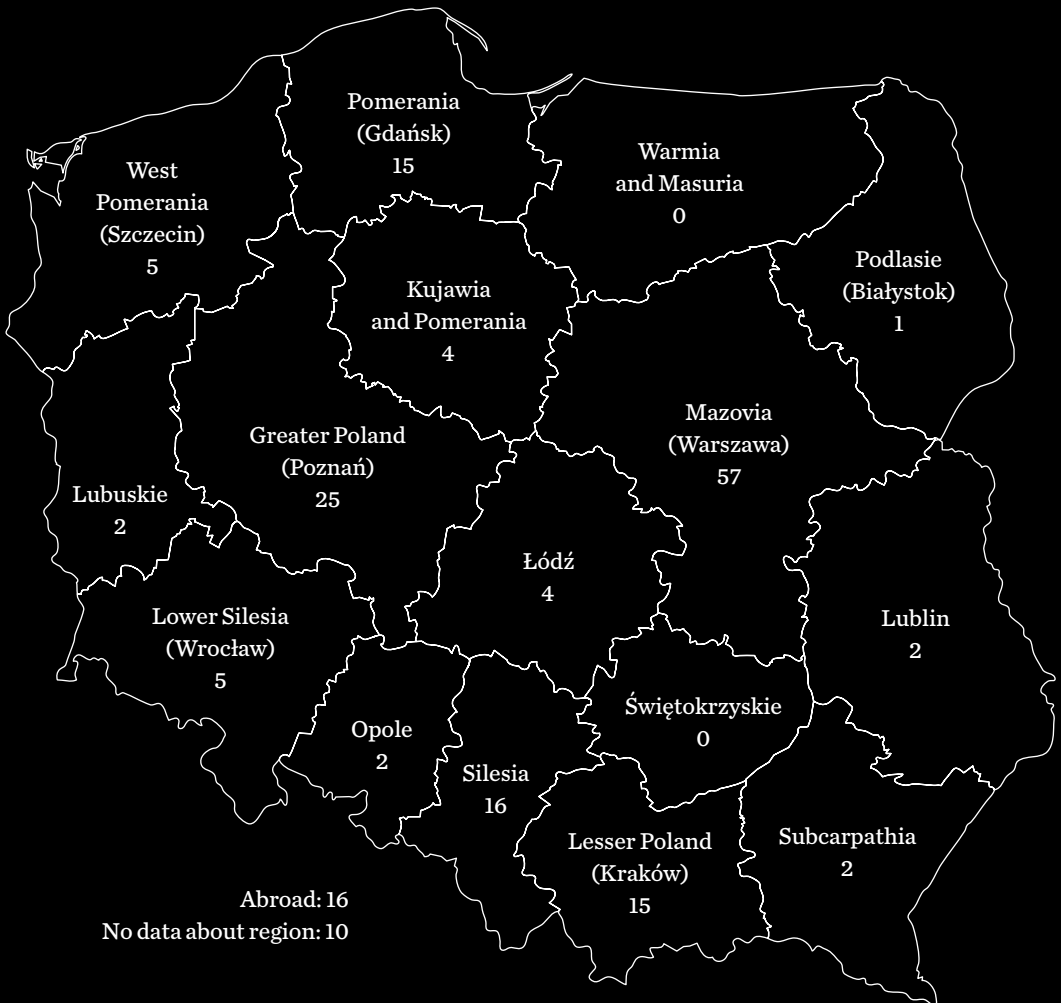 Pomerania
(Gdańsk)
15
Warmia
and Masuria
0
West
Pomerania
(Szczecin)
5
Podlasie
(Białystok)
1
Kujawia
and Pomerania
4
Mazovia
(Warszawa)
57
Greater Poland
(Poznań)
25
Lubuskie
2
Łódź
4
Lower Silesia
(Wrocław)
5
Lublin
2
Świętokrzyskie
0
Opole
2
Silesia
16
Lesser Poland
(Kraków)
15
Subcarpathia
2
Abroad: 16
No data about region: 10